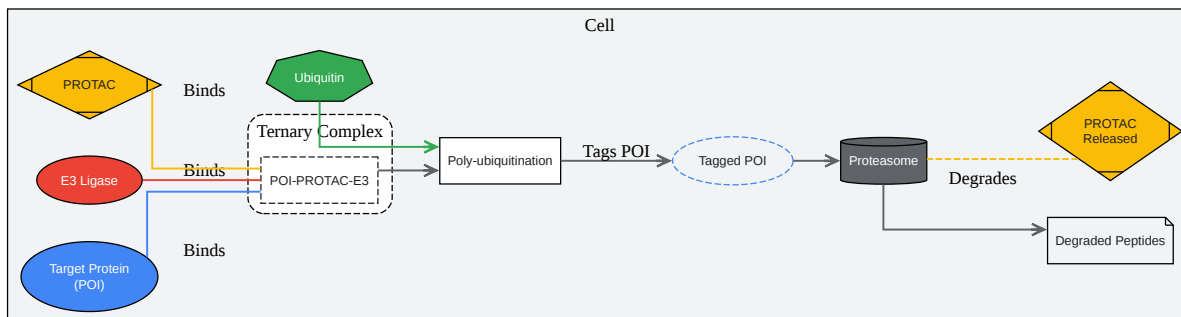 Cell
PROTAC
Binds
Ubiquitin
Ternary Complex
E3 Ligase
Binds
POI-PROTAC-E3
Target Protein
(POI)
Binds
Poly-ubiquitination
Tags POI
Tagged POI
Proteasome
Degrades
PROTAC
Released
Degraded Peptides